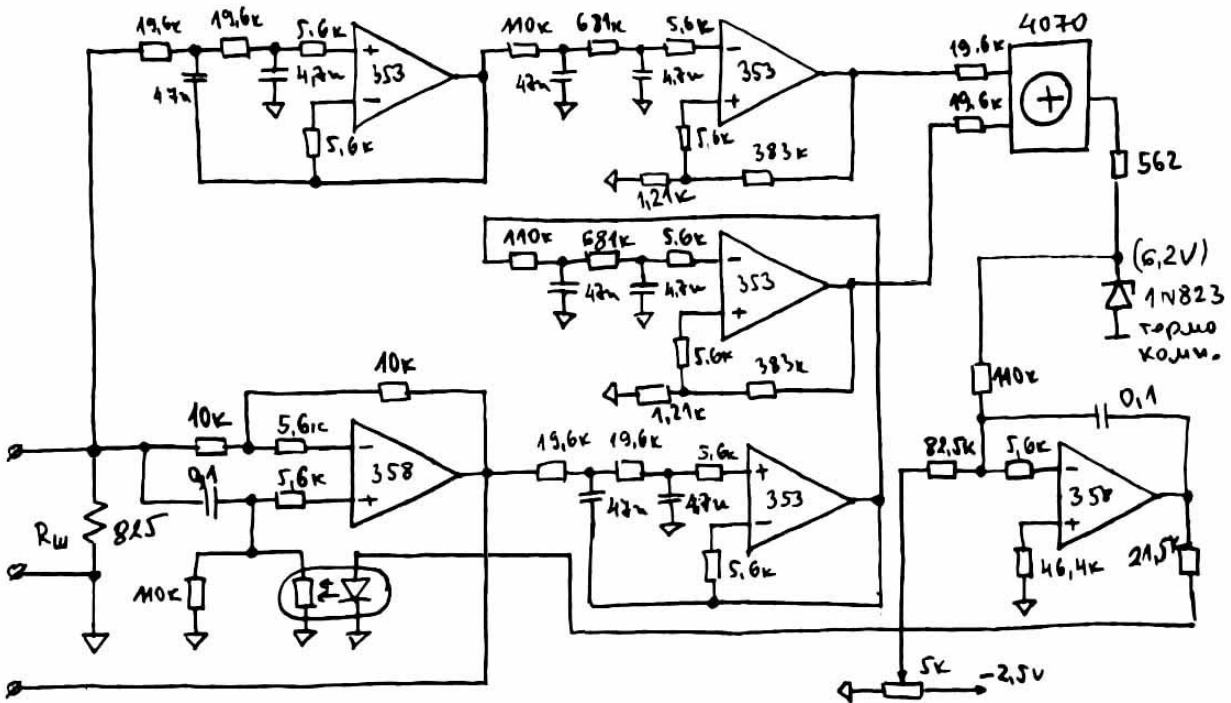 19,6к
19,6к
5,6к
+
47н
4,7н
353
-
5,6к
110к
681к
5,6к
-
47н
4,7н
353
+
5,6к
383к
1,21к
4070
19,6к
19,6к
+
562
(6,2V)
1N823
термо
комп.
110к
681к
5.6к
-
47н
4.7н
353
+
5.6к
383к
1,21к
10к
10к
5,6к
-
358
0,1
5,6к
+
Rш
825
110к
19,6к
19,6к
5,6к
+
47н
4,7н
353
-
5,6к
110к
0,1
82,5к
5,6к
-
358
+
46,4к
21,5к
5к
-2,5v